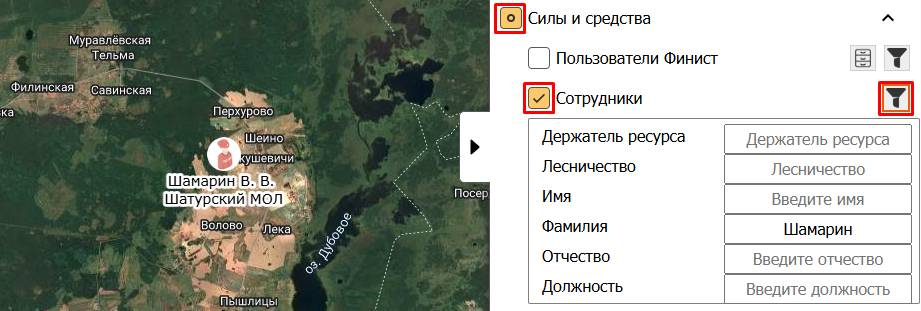 Муравлёвская
Тельма
Филинская
Савинская
Перхурово
Шеино
кушевичи
Шамарин В. В.
Шатурский МОЛ
Волово
Лека
оз. Дубовое
Пышлицы
Посер
Силы и средства
Пользователи Финист
Сотрудники
Держатель ресурса Держатель ресурса
Лесничество Лесничество
Имя Введите имя
Фамилия Шамарин
Отчество Введите отчество
Должность Введите должность